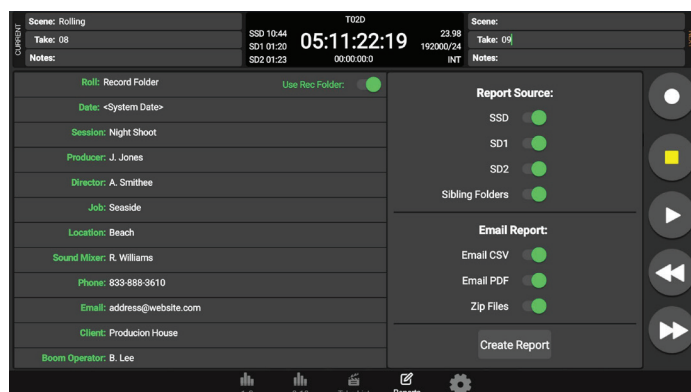 CURRENT
Scene: Rolling
Take: 08
Notes:
T02D
SSD 10:44
SD1 01:20
SD2 01:23
05:11:22:19
00:00:00:0
23.98
192000/24
INT
Scene:
Take: 09
Notes:
Roll: Record Folder
Use Rec Folder:
Date: <System Date>
Session: Night Shoot
Producer: J. Jones
Director: A. Smithee
Job: Seaside
Location: Beach
Sound Mixer: R. Williams
Phone: 833-888-3610
Email: address@website.com
Client: Producion House
Boom Operator: B. Lee
Report Source:
SSD
SD1
SD2
Sibling Folders
Email Report:
Email CSV
Email PDF
Zip Files
Create Report
Reports